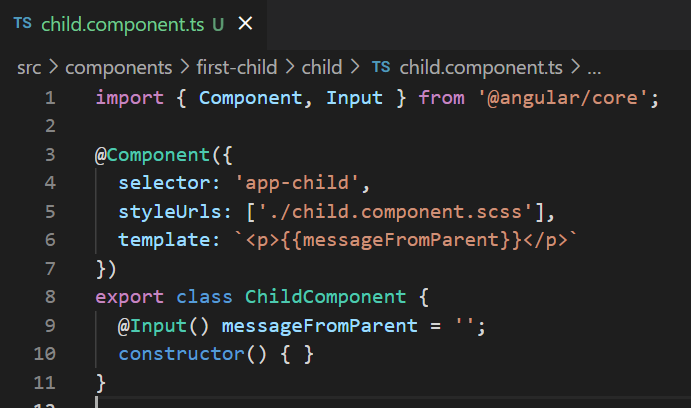 TS child.component.ts U ×
src > components > first-child > child > TS child.component.ts > ...
1 import { Component, Input } from '@angular/core';
2
3 @Component({
4 selector: 'app-child',
5 styleUrls: ['./child.component.scss'],
6 template: `<p>{{messageFromParent}}</p>`
7 })
8 export class ChildComponent {
9 @Input() messageFromParent = '';
10 constructor() { }
11 }
12